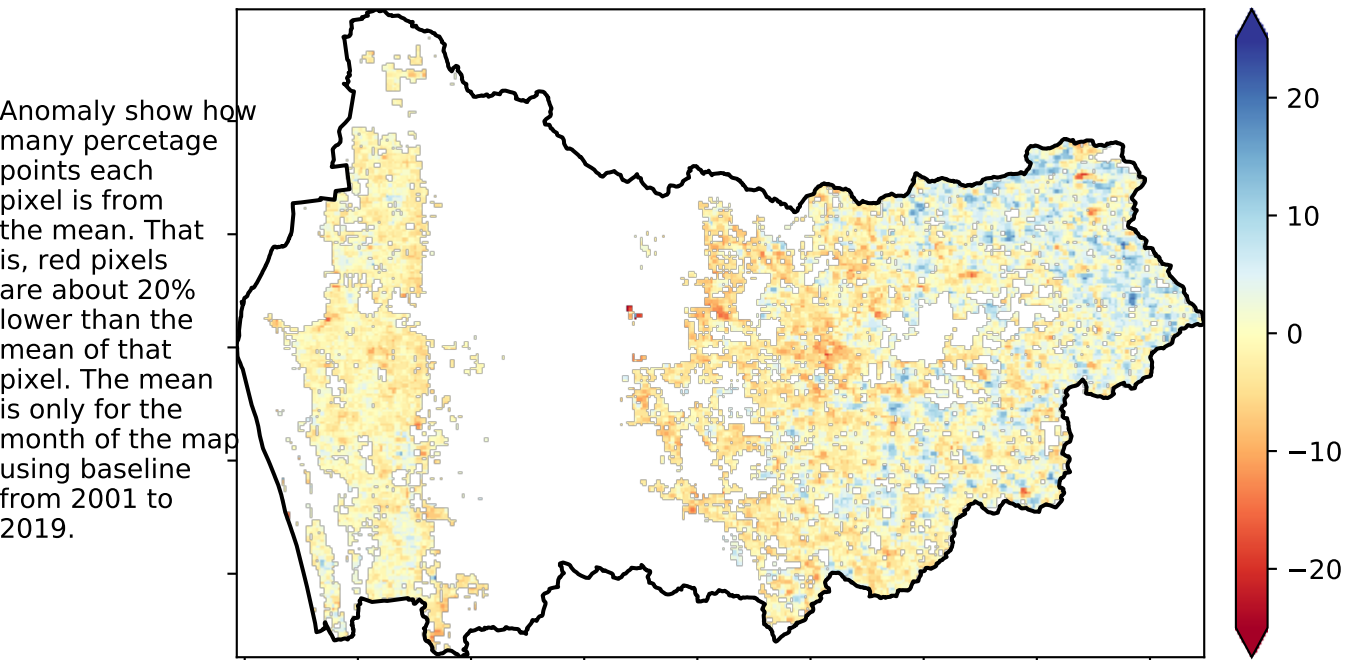 Anomaly show how
many percetage
points each
pixel is from
the mean. That
is, red pixels
are about 20%
lower than the
mean of that
pixel. The mean
is only for the
month of the map
using baseline
from 2001 to
2019.
20
10
0
−10
−20